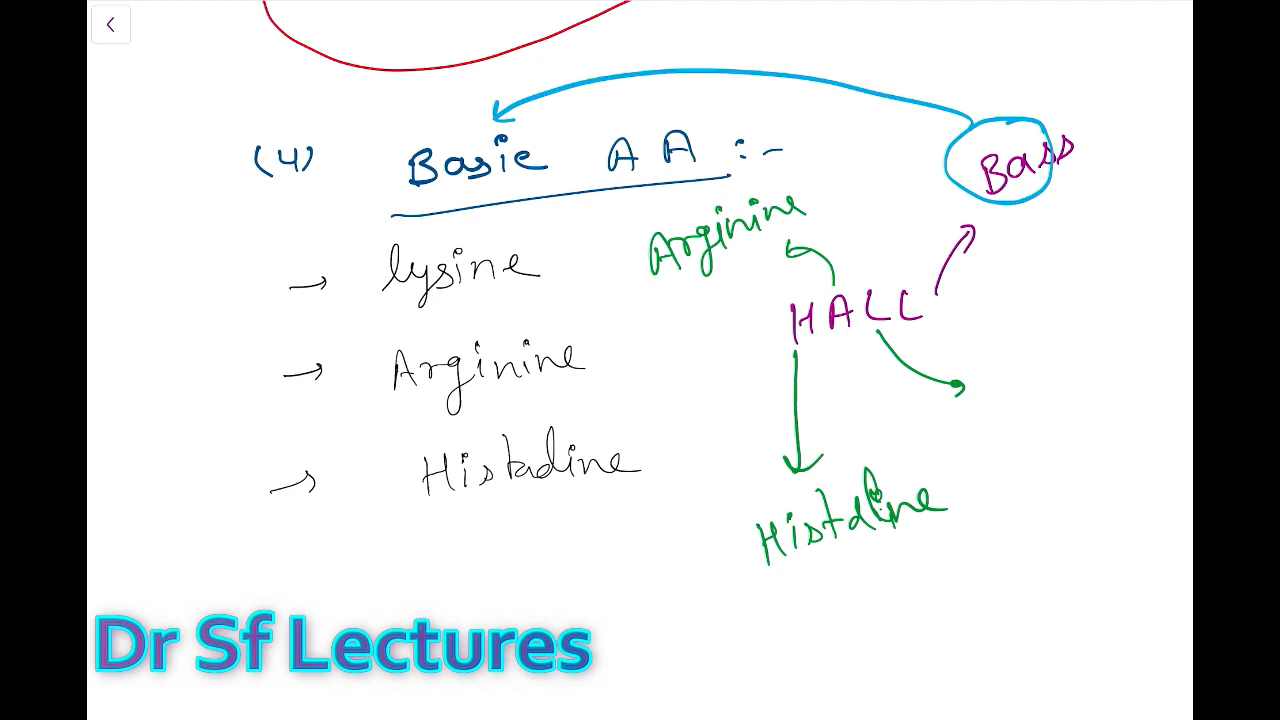 (4) Basic AA :-
Bass
Arginine
→ lysine
HALL
→ Arginine
→ Histadine
Histdine
Dr Sf Lectures